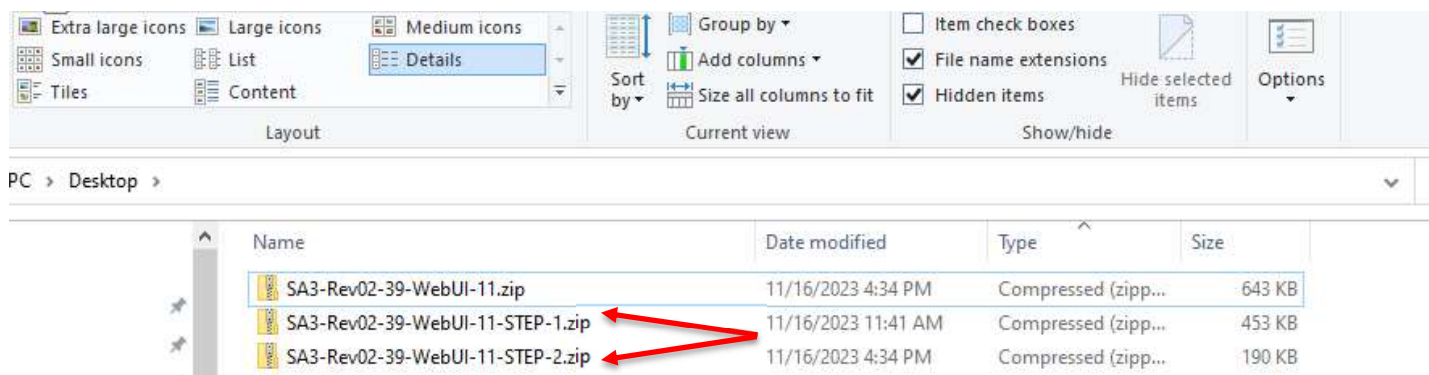 Extra large icons Large icons Medium icons
Small icons List Details
Tiles Content
Layout
Sort by
Group by
Add columns
Size all columns to fit
Current view
Item check boxes
File name extensions
Hidden items
Hide selected items
Show/hide
Options
PC > Desktop >
Name Date modified Type Size
SA3-Rev02-39-WebUI-11.zip 11/16/2023 4:34 PM Compressed (zipp... 643 KB
SA3-Rev02-39-WebUI-11-STEP-1.zip 11/16/2023 11:41 AM Compressed (zipp... 453 KB
SA3-Rev02-39-WebUI-11-STEP-2.zip 11/16/2023 4:34 PM Compressed (zipp... 190 KB